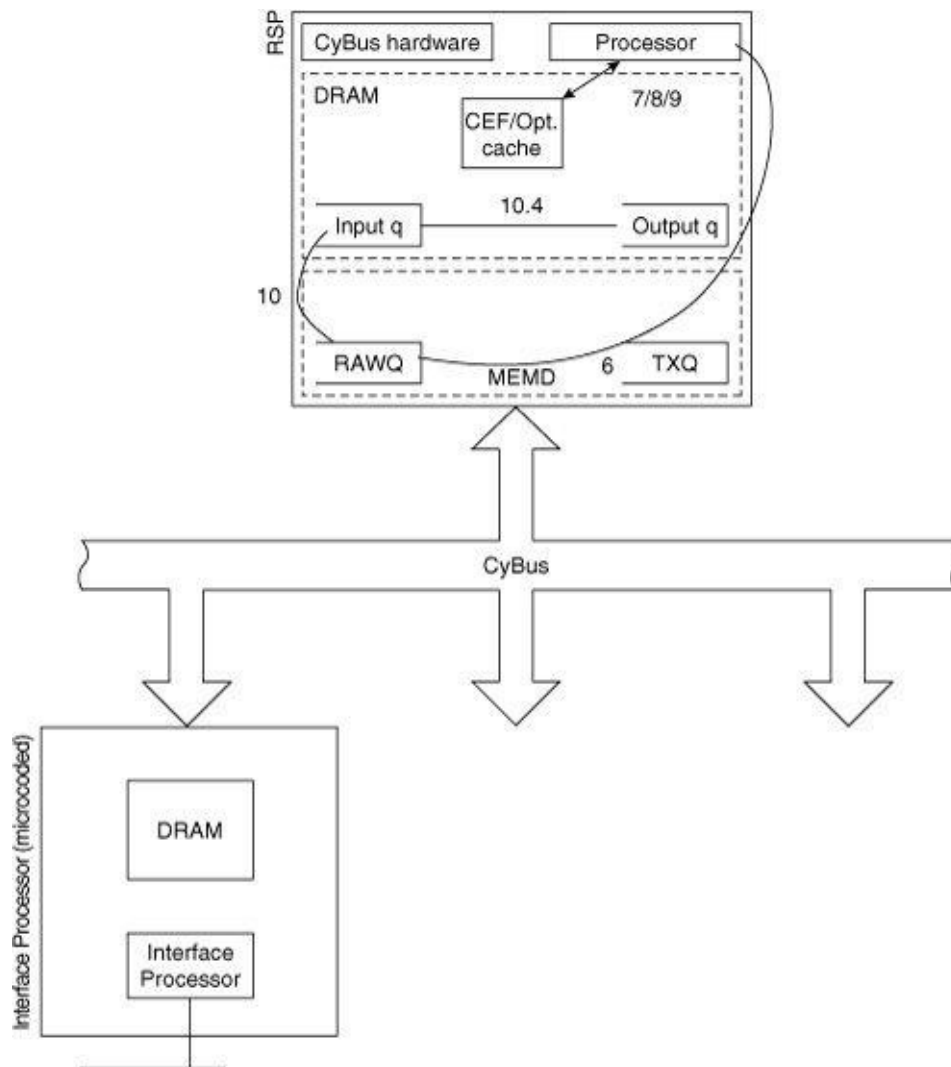 RSP
CyBus hardware
Processor
DRAM
7/8/9
CEF/Opt.
cache
10.4
Input q
Output q
10
RAWQ
6
TXQ
MEMD
CyBus
Interface Processor (microcoded)
DRAM
Interface
Processor